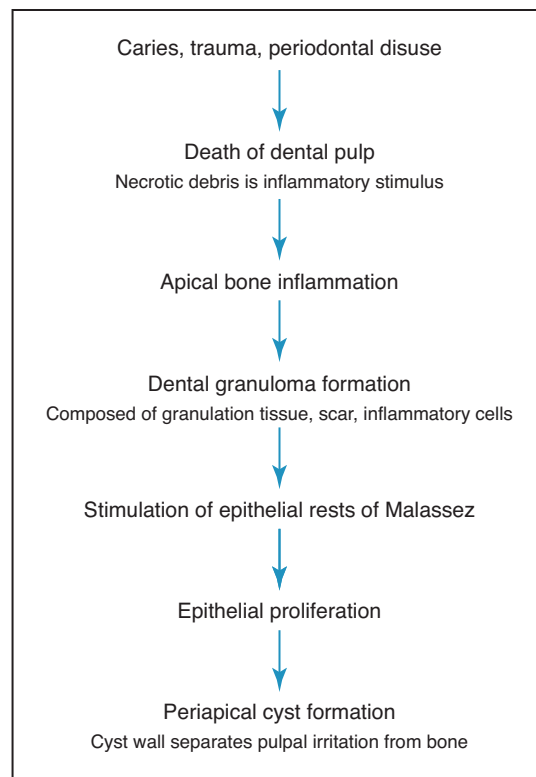 Caries, trauma, periodontal disuse
Death of dental pulp
Necrotic debris is inflammatory stimulus
Apical bone inflammation
Dental granuloma formation
Composed of granulation tissue, scar, inflammatory cells
Stimulation of epithelial rests of Malassez
Epithelial proliferation
Periapical cyst formation
Cyst wall separates pulpal irritation from bone